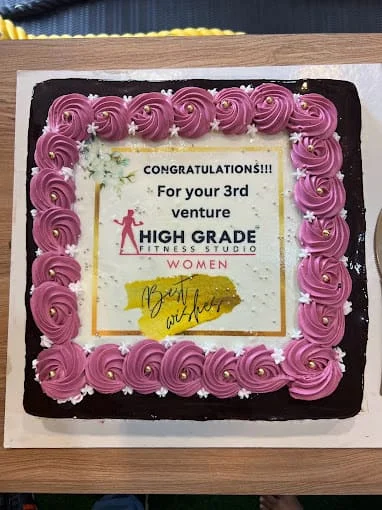 CONGRATULATIONS!!!
For your 3rd
venture
HIGH GRADE
FITNESS STUDIO
WOMEN
Best
wishes